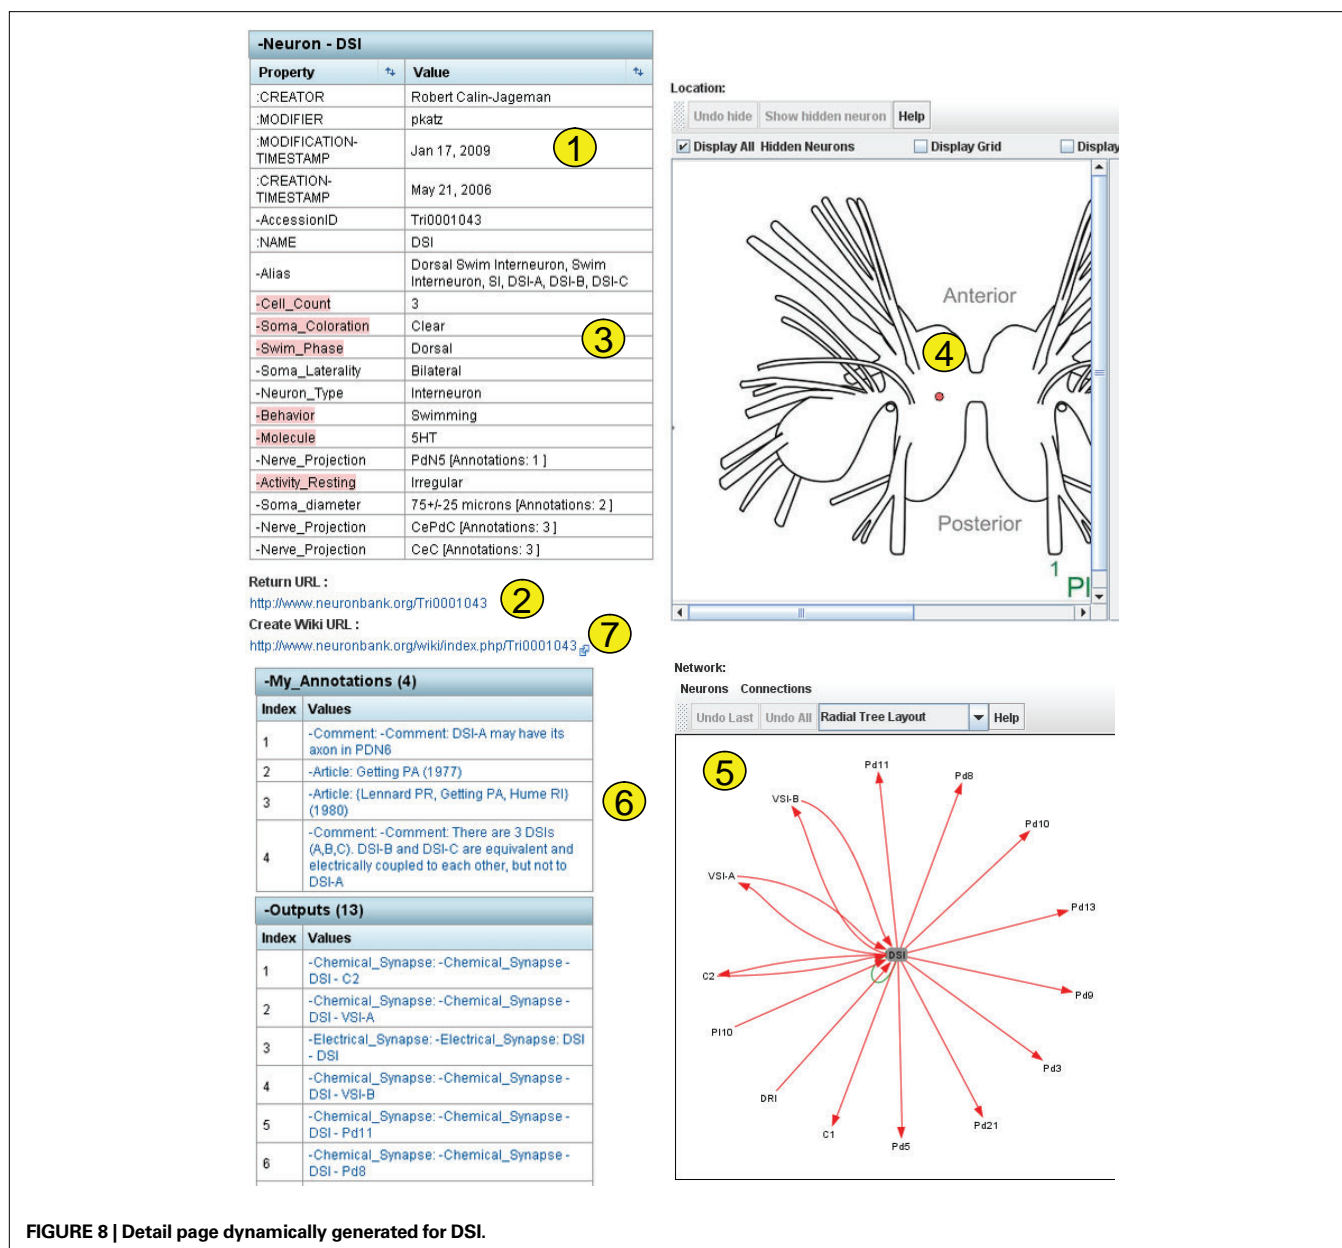 -Neuron - DSI
Property Value
:CREATOR Robert Calin-Jageman
:MODIFIER pkatz
:MODIFICATION-
TIMESTAMP Jan 17, 2009
1
:CREATION-
TIMESTAMP May 21, 2006
-AccessionID Tri0001043
:NAME DSI
-Alias Dorsal Swim Interneuron, Swim
Interneuron, SI, DSI-A, DSI-B, DSI-C
-Cell_Count 3
-Soma_Coloration Clear
3
-Swim_Phase Dorsal
-Soma_Laterality Bilateral
-Neuron_Type Interneuron
-Behavior Swimming
-Molecule 5HT
-Nerve_Projection PdN5 [Annotations: 1 ]
-Activity_Resting Irregular
-Soma_diameter 75+/-25 microns [Annotations: 2 ]
-Nerve_Projection CePdC [Annotations: 3 ]
-Nerve_Projection CeC [Annotations: 3 ]
Return URL :
http://www.neuronbank.org/Tri0001043
2
Create Wiki URL :
http://www.neuronbank.org/wiki/index.php/Tri0001043
7
-My_Annotations (4)
Index Values
1 -Comment: -Comment: DSI-A may have its
axon in PDN6
2 -Article: Getting PA (1977)
3 -Article: {Lennard PR, Getting PA, Hume RI}
(1980)
6
4 -Comment: -Comment: There are 3 DSIs
(A,B,C). DSI-B and DSI-C are equivalent and
electrically coupled to each other, but not to
DSI-A
-Outputs (13)
Index Values
1 -Chemical_Synapse: -Chemical_Synapse -
DSI - C2
2 -Chemical_Synapse: -Chemical_Synapse -
DSI - VSI-A
3 -Electrical_Synapse: -Electrical_Synapse: DSI
- DSI
4 -Chemical_Synapse: -Chemical_Synapse -
DSI - VSI-B
5 -Chemical_Synapse: -Chemical_Synapse -
DSI - Pd11
6 -Chemical_Synapse: -Chemical_Synapse -
DSI - Pd8
Location:
Undo hide Show hidden neuron Help
Display All Hidden Neurons Display Grid Display
Anterior
4
Posterior
1
Pl
Network:
Neurons Connections
Undo Last Undo All Radial Tree Layout Help
5
Pd11
Pd8
VSI-B
Pd10
VSI-A
Pd13
DSI
C2
Pd9
PI10
Pd3
DRI
Pd21
C1
Pd5
FIGURE 8 | Detail page dynamically generated for DSI.